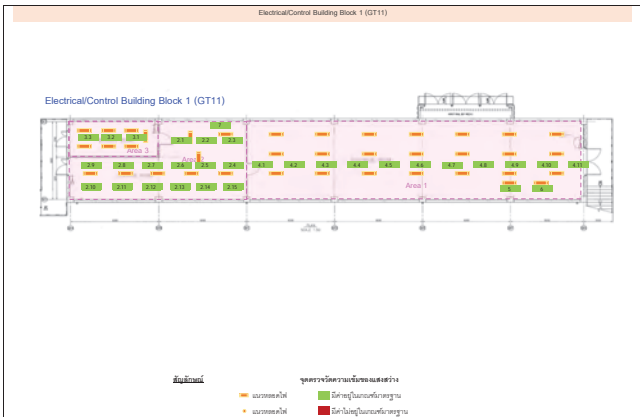 Electrical/Control Building Block 1 (GT11)
Electrical/Control Building Block 1 (GT11)
2
3.3 3.2 3.1 2.1 2.2 2.3
Area 3
2.9 2.8 2.7 2.6 2.5 2.4 4.1 4.2 4.3 4.4 4.5 4.6 4.7 4.8 4.9 4.10 4.11
2.10 2.11 2.12 2.13 2.14 2.15 Area 1 5 6
สัญลักษณ์ จุดตรวจวัดความเข้มของแสงสว่าง
แนวหลอดไฟ มีค่าอยู่ในเกณฑ์มาตรฐาน
แนวหลอดไฟ มีค่าไม่อยู่ในเกณฑ์มาตรฐาน